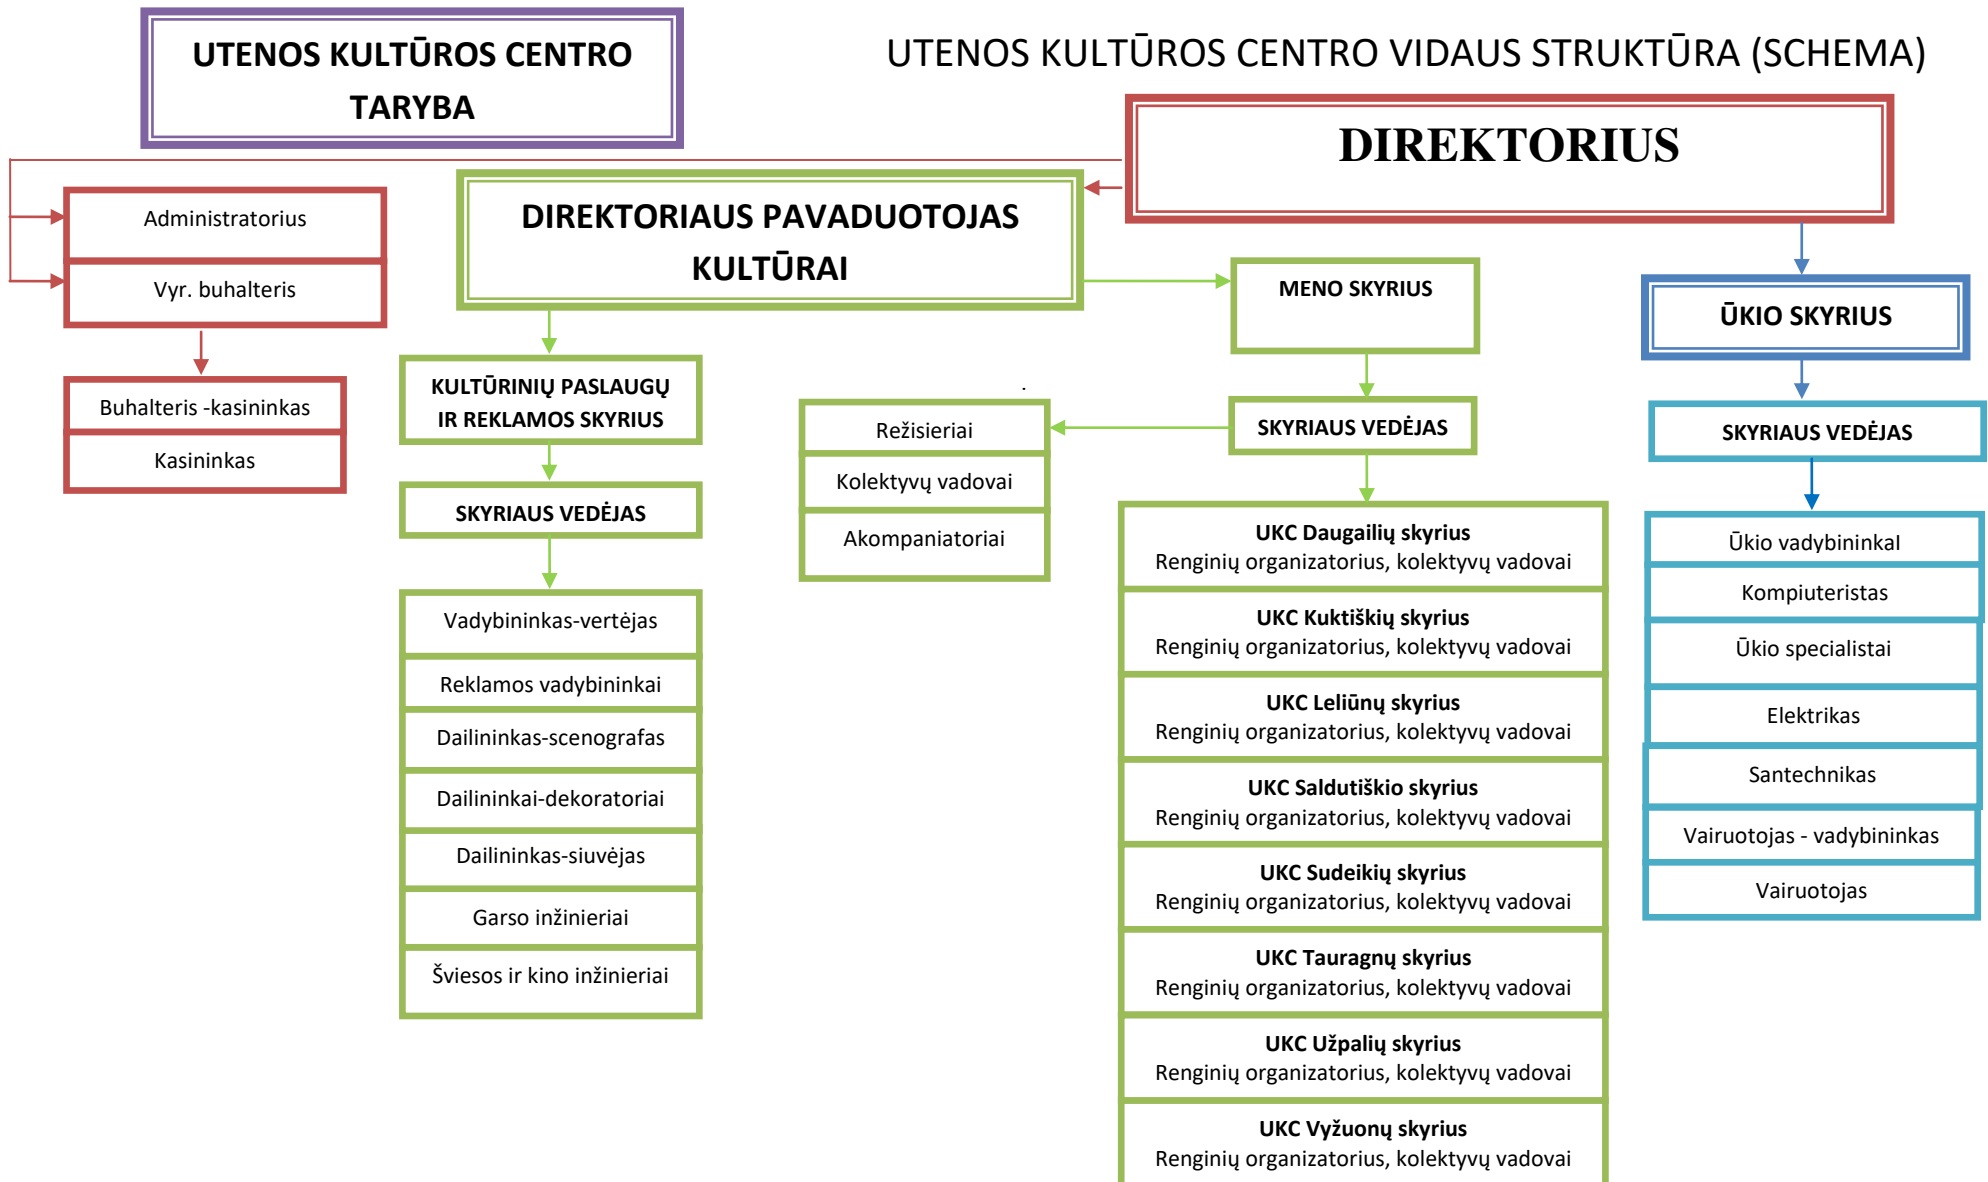 UTENOS KULTŪROS CENTRO
TARYBA
UTENOS KULTŪROS CENTRO VIDAUS STRUKTŪRA (SCHEMA)
DIREKTORIUS
Administratorius
Vyr. buhalteris
Buhalteris -kasininkas
Kasininkas
DIREKTORIAUS PAVADUOTOJAS
KULTŪRAI
KULTŪRINIŲ PASLAUGŲ
IR REKLAMOS SKYRIUS
SKYRIAUS VEDĖJAS
Vadybininkas-vertėjas
Reklamos vadybininkai
Dailininkas-scenografas
Dailininkai-dekoratoriai
Dailininkas-siuvėjas
Garso inžinieriai
Šviesos ir kino inžinieriai
MENO SKYRIUS
.
SKYRIAUS VEDĖJAS
Režisieriai
Kolektyvų vadovai
Akompaniatoriai
UKC Daugailių skyrius
Renginių organizatorius, kolektyvų vadovai
UKC Kuktiškių skyrius
Renginių organizatorius, kolektyvų vadovai
UKC Leliūnų skyrius
Renginių organizatorius, kolektyvų vadovai
UKC Saldutiškio skyrius
Renginių organizatorius, kolektyvų vadovai
UKC Sudeikių skyrius
Renginių organizatorius, kolektyvų vadovai
UKC Tauragnų skyrius
Renginių organizatorius, kolektyvų vadovai
UKC Užpalių skyrius
Renginių organizatorius, kolektyvų vadovai
UKC Vyžuonų skyrius
Renginių organizatorius, kolektyvų vadovai
ŪKIO SKYRIUS
SKYRIAUS VEDĖJAS
Ūkio vadybininkaI
Kompiuteristas
Ūkio specialistai
Elektrikas
Santechnikas
Vairuotojas - vadybininkas
Vairuotojas